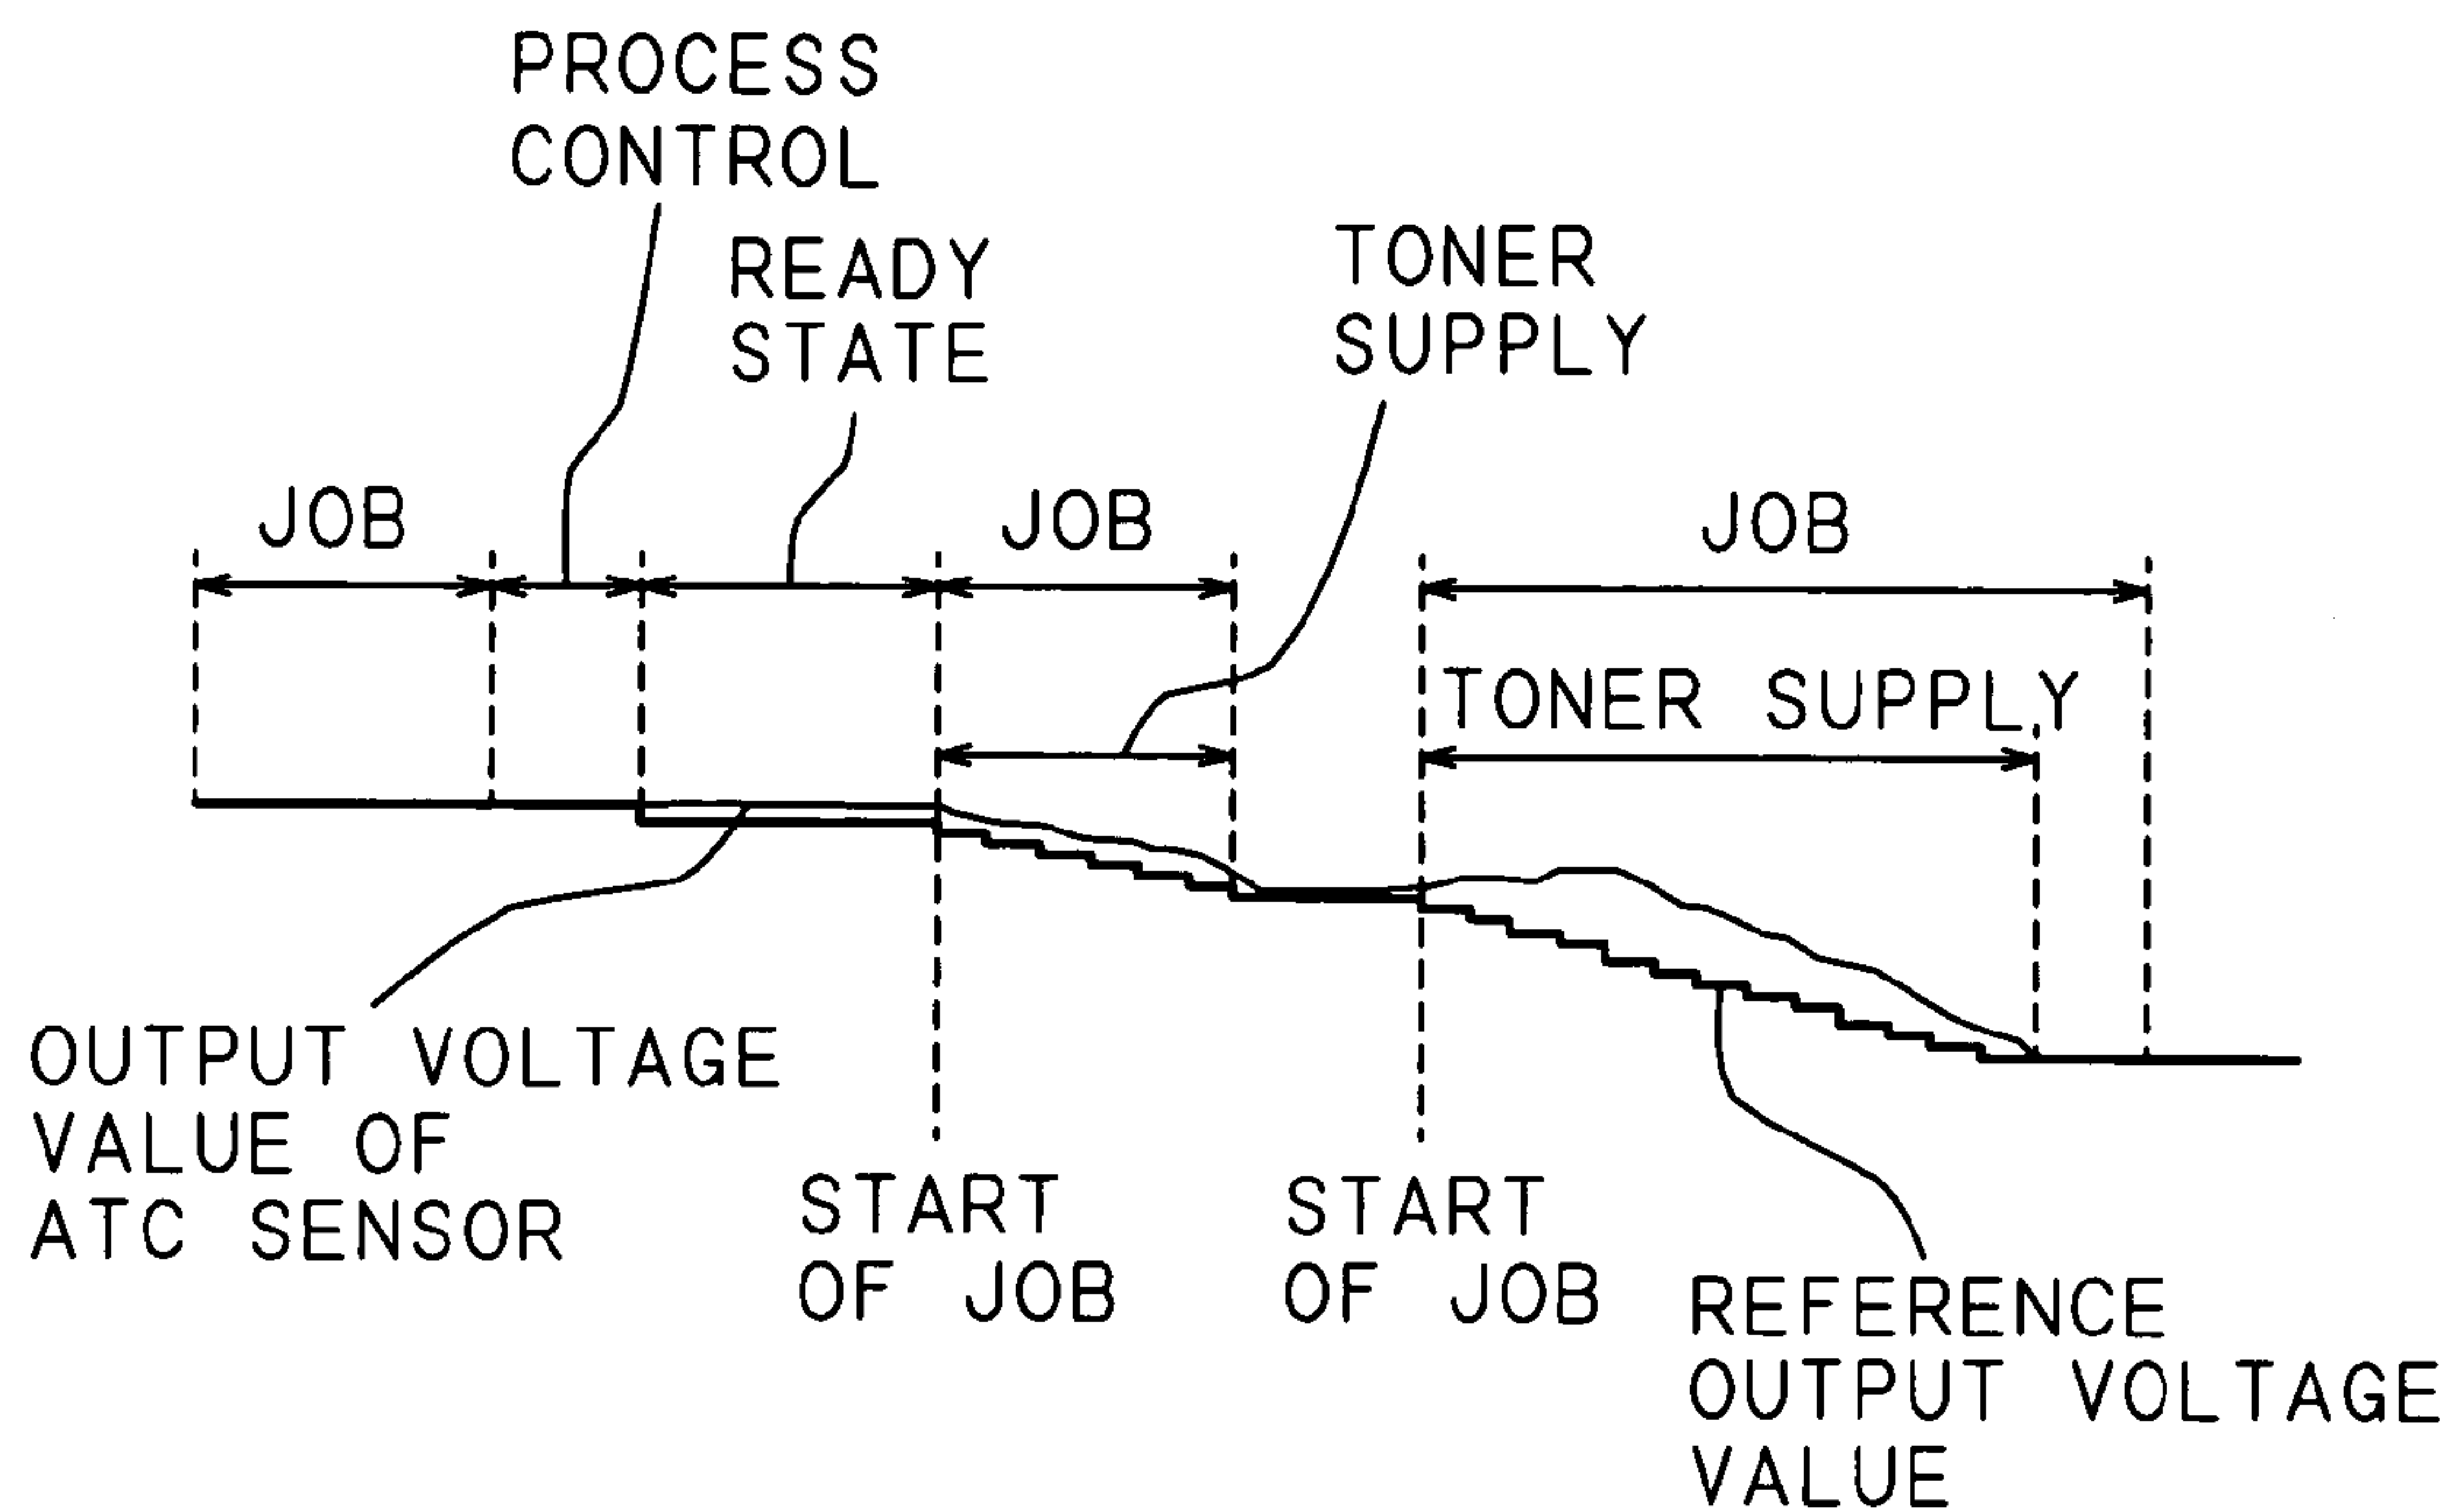 PROCESS
CONTROL
READY
STATE
TONER
SUPPLY
JOB
JOB
JOB
TONER SUPPLY
OUTPUT VOLTAGE
VALUE OF
ATC SENSOR
START
OF JOB
START
OF JOB
REFERENCE
OUTPUT VOLTAGE
VALUE